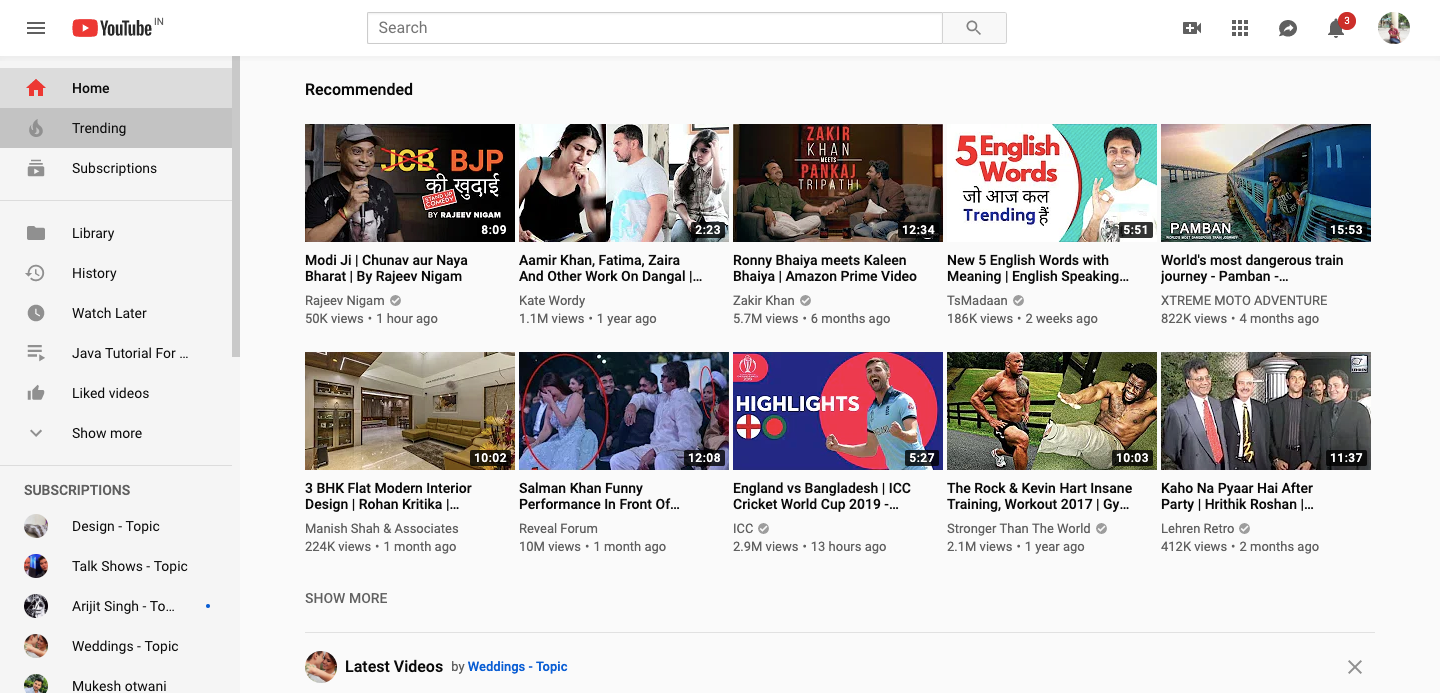 YouTube IN
Search
3
Home
Trending
Subscriptions
Library
History
Watch Later
Java Tutorial For ...
Liked videos
Show more
SUBSCRIPTIONS
Design - Topic
Talk Shows - Topic
Arijit Singh - To...
Weddings - Topic
Mukesh otwani
Recommended
JCB BJP
की खुदाई
STAND UP
COMEDY
BY RAJEEV NIGAM
8:09
Modi Ji | Chunav aur Naya
Bharat | By Rajeev Nigam
Rajeev Nigam
50K views • 1 hour ago
2:23
Aamir Khan, Fatima, Zaira
And Other Work On Dangal |...
Kate Wordy
1.1M views • 1 year ago
ZAKIR
KHAN
MEETS
PANKAJ
TRIPATHI
12:34
Ronny Bhaiya meets Kaleen
Bhaiya | Amazon Prime Video
Zakir Khan
5.7M views • 6 months ago
5 English
Words
जो आज कल
Trending हैं
5:51
New 5 English Words with
Meaning | English Speaking...
TsMadaan
186K views • 2 weeks ago
PAMBAN
WORLD'S MOST DANGEROUS TRAIN JOURNEY
15:53
World's most dangerous train
journey - Pamban -...
XTREME MOTO ADVENTURE
822K views • 4 months ago
10:02
3 BHK Flat Modern Interior
Design | Rohan Kritika |...
Manish Shah & Associates
224K views • 1 month ago
12:08
Salman Khan Funny
Performance In Front Of...
Reveal Forum
10M views • 1 month ago
HIGHLIGHTS
5:27
England vs Bangladesh | ICC
Cricket World Cup 2019 -...
ICC
2.9M views • 13 hours ago
10:03
The Rock & Kevin Hart Insane
Training, Workout 2017 | Gy...
Stronger Than The World
2.1M views • 1 year ago
LEHREN
11:37
Kaho Na Pyaar Hai After
Party | Hrithik Roshan |...
Lehren Retro
412K views • 2 months ago
SHOW MORE
Latest Videos by Weddings - Topic